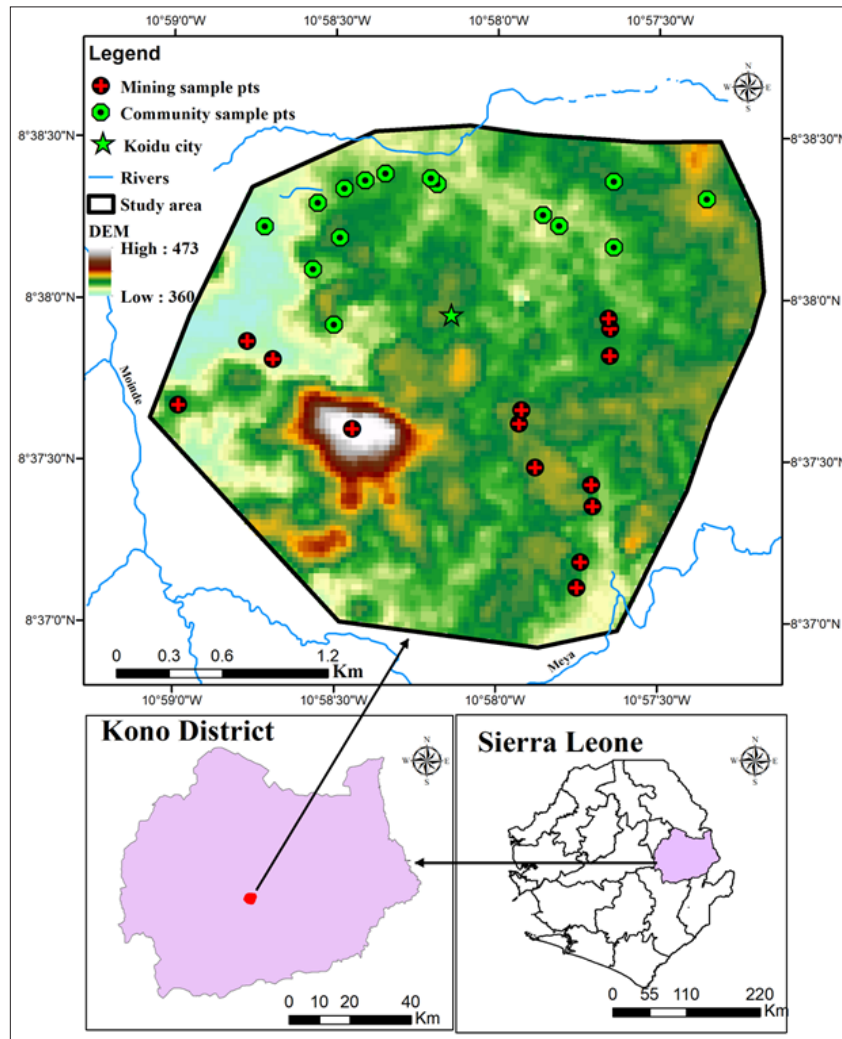 10°59'0"W 10°58'30"W 10°58'0"W 10°57'30"W
Legend
Mining sample pts
Community sample pts
Koidu city
Rivers
Study area
DEM
High : 473
Low : 360
N
W E
S
8°38'30"N 8°38'30"N
8°38'0"N 8°38'0"N
8°37'30"N 8°37'30"N
8°37'0"N 8°37'0"N
Moinde
Meya
0 0.3 0.6 1.2
Km
10°59'0"W 10°58'30"W 10°58'0"W 10°57'30"W
Kono District
N
W E
S
0 10 20 40
Km
Sierra Leone
N
W E
S
0 55 110 220
Km